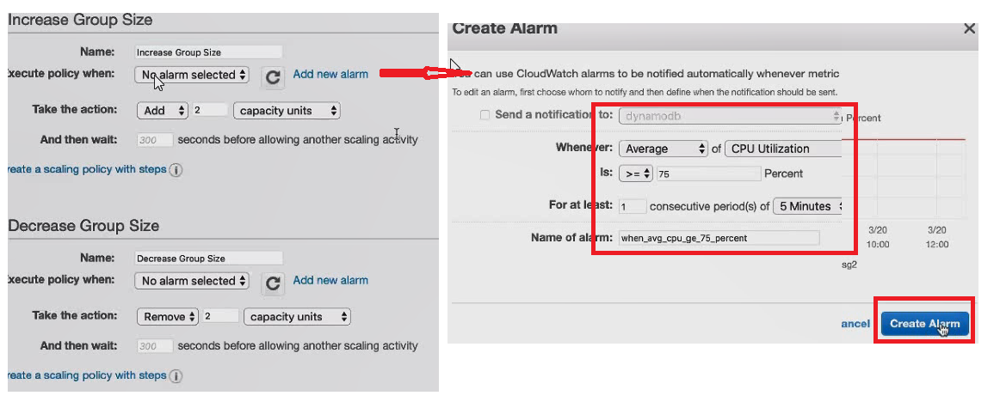 Increase Group Size
Name: Increase Group Size
xecute policy when: No alarm selected Add new alarm
Take the action: Add 2 capacity units
And then wait: 300 seconds before allowing another scaling activity
reate a scaling policy with steps i
Decrease Group Size
Name: Decrease Group Size
xecute policy when: No alarm selected Add new alarm
Take the action: Remove 2 capacity units
And then wait: 300 seconds before allowing another scaling activity
reate a scaling policy with steps i
Create Alarm
can use CloudWatch alarms to be notified automatically whenever metric
To edit an alarm, first choose whom to notify and then define when the notification should be sent.
Send a notification to: dynamodb Percent
Whenever: Average of CPU Utilization
Is: >= 75 Percent
For at least: 1 consecutive period(s) of 5 Minutes
Name of alarm: when_avg_cpu_ge_75_percent
3/20 3/20
10:00 12:00
sg2
ancel Create Alarm